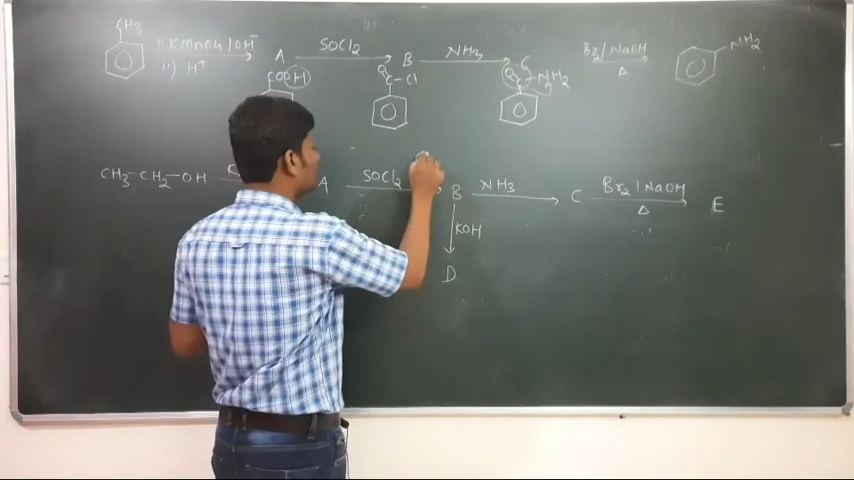 CH3 i) KMnO4/OH⁻ A SOCl2 B NH3 C Br2/NaOH NH2
ii) H⁺ Δ
COOH O C-Cl O C-NH2
CH3-CH2-OH K A SOCl2 B NH3 C Br2/NaOH E
Δ
KOH
D